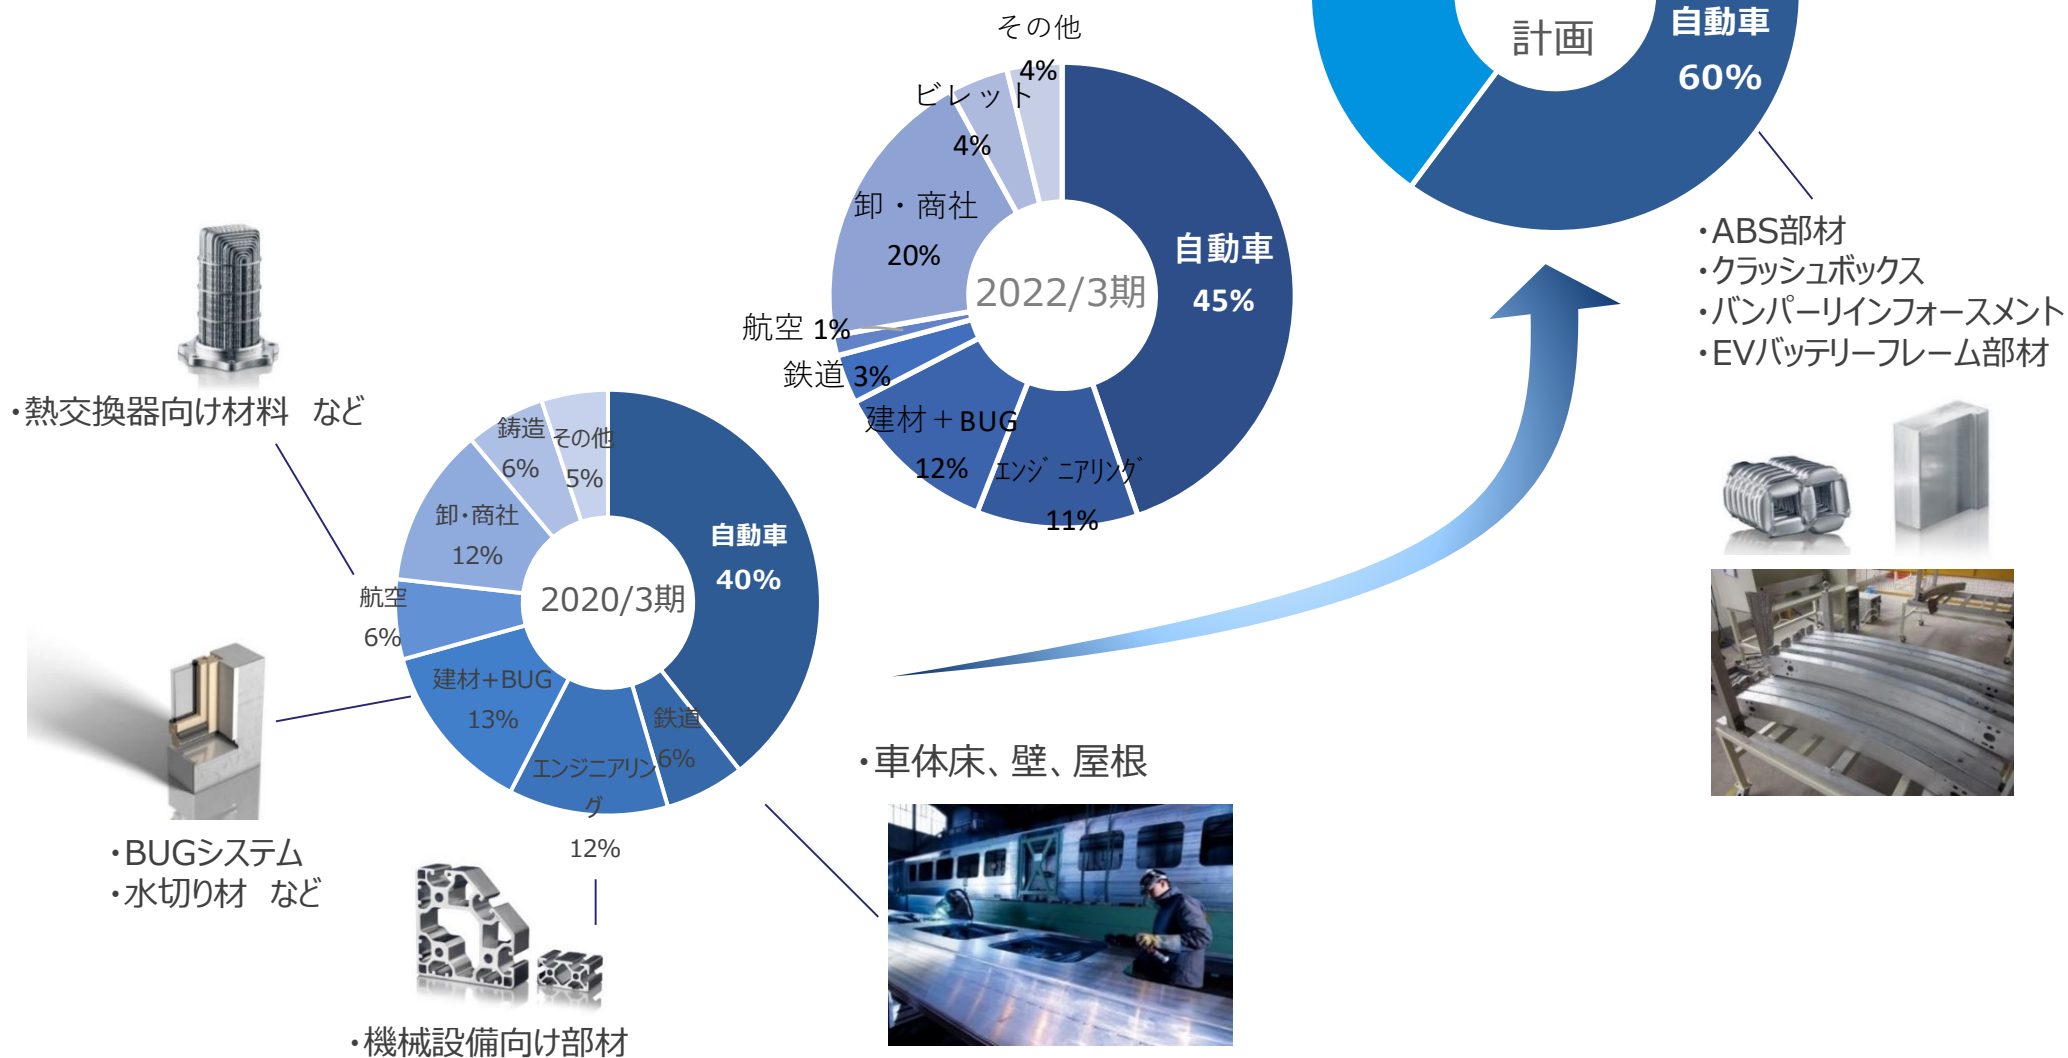 計画
自動車
60%
・ABS部材
・クラッシュボックス
・バンパーリインフォースメント
・EVバッテリーフレーム部材
その他
4%
ビレット
4%
卸・商社
20%
航空 1%
鉄道 3%
建材＋BUG
12%
エンジニアリング
11%
自動車
45%
2022/3期
・熱交換器向け材料　など
鋳造
6%
その他
5%
卸・商社
12%
航空
6%
建材+BUG
13%
エンジニアリン
グ
12%
鉄道
6%
自動車
40%
2020/3期
・車体床、壁、屋根
・BUGシステム
・水切り材　など
・機械設備向け部材